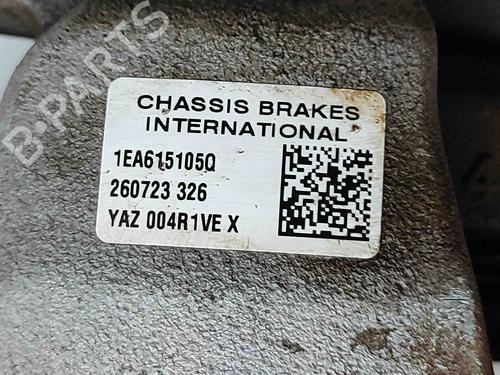 B-PARTS
CHASSIS BRAKES
INTERNATIONAL
1EA615105Q
260723 326
YAZ 004R1VE X